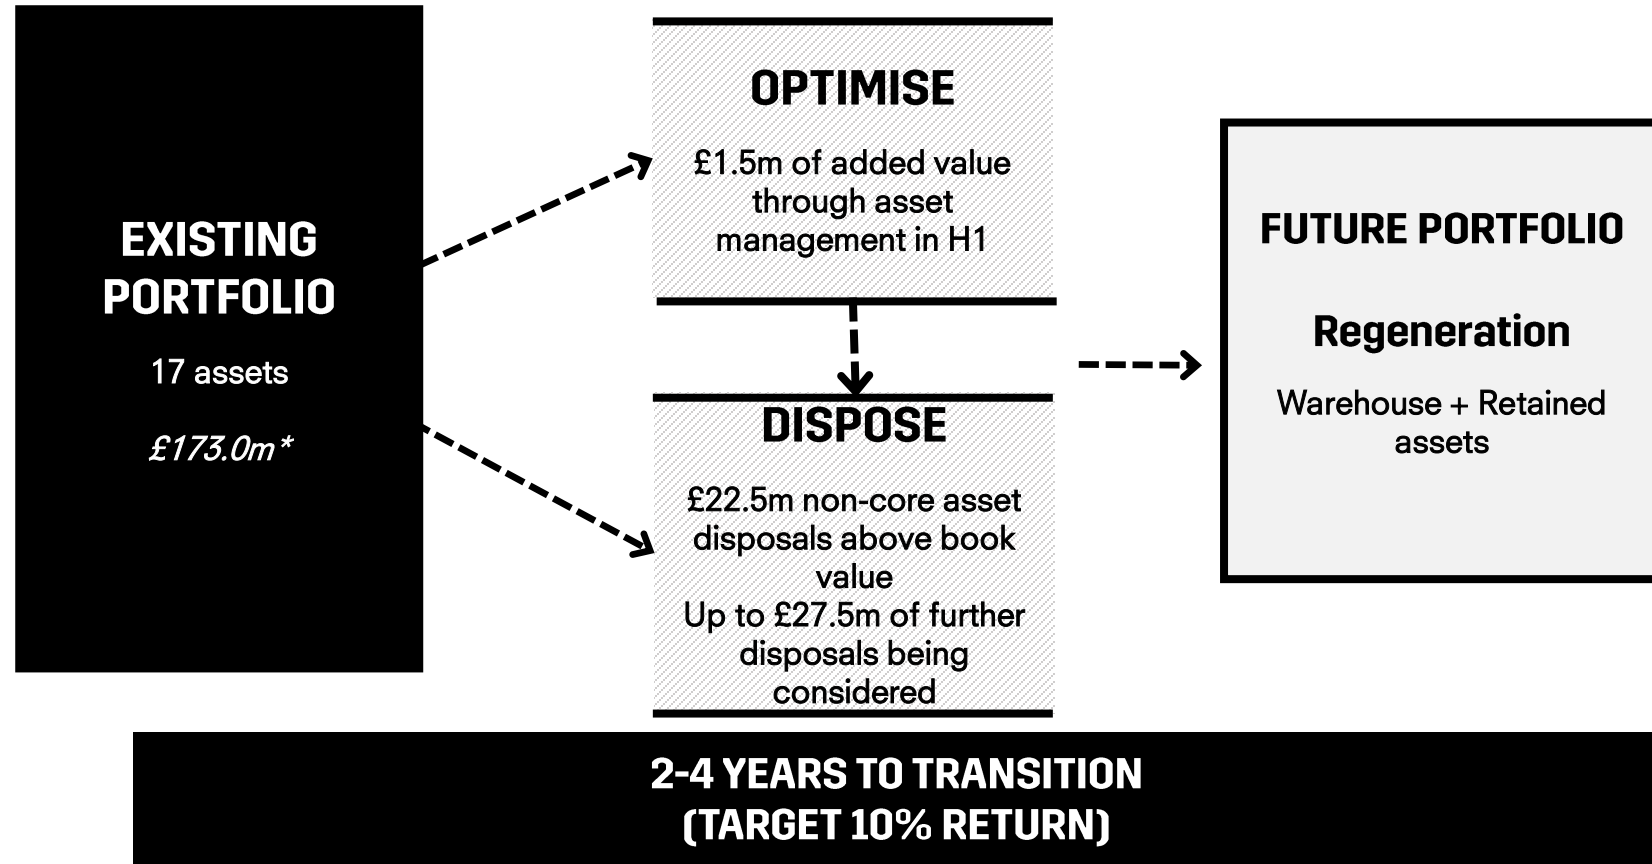 EXISTING
PORTFOLIO
17 assets
£173.0m*
OPTIMISE
£1.5m of added value
through asset
management in H1
DISPOSE
£22.5m non-core asset
disposals above book
value
Up to £27.5m of further
disposals being
considered
FUTURE PORTFOLIO
Regeneration
Warehouse + Retained
assets
2-4 YEARS TO TRANSITION
(TARGET 10% RETURN)